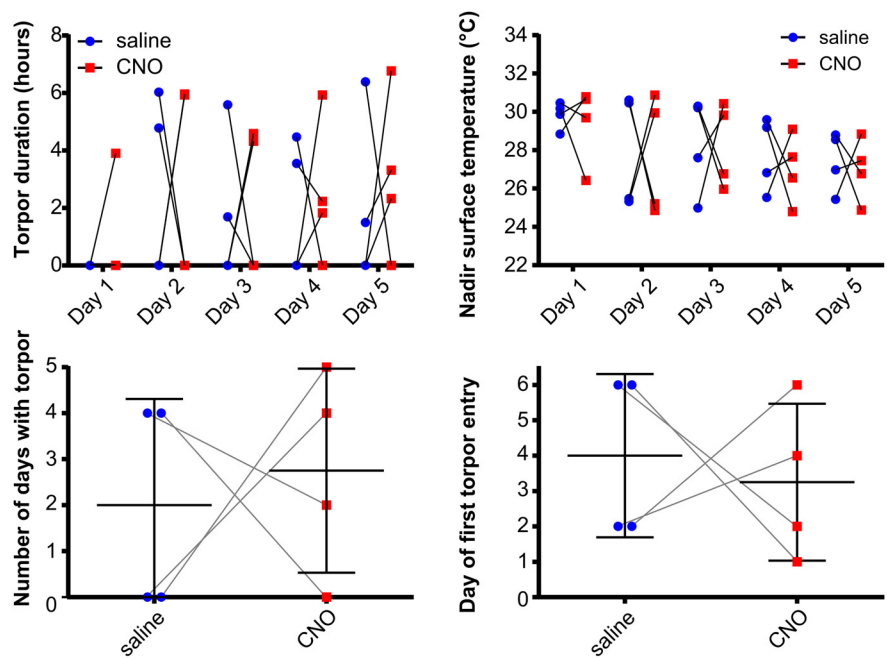 Torpor duration (hours)
8
6
4
2
0
saline
CNO
Day 1
Day 2
Day 3
Day 4
Day 5
Nadir surface temperature (°C)
34
32
30
28
26
24
22
saline
CNO
Day 1
Day 2
Day 3
Day 4
Day 5
Number of days with torpor
5
4
3
2
1
0
saline
CNO
Day of first torpor entry
6
5
4
3
2
1
0
saline
CNO